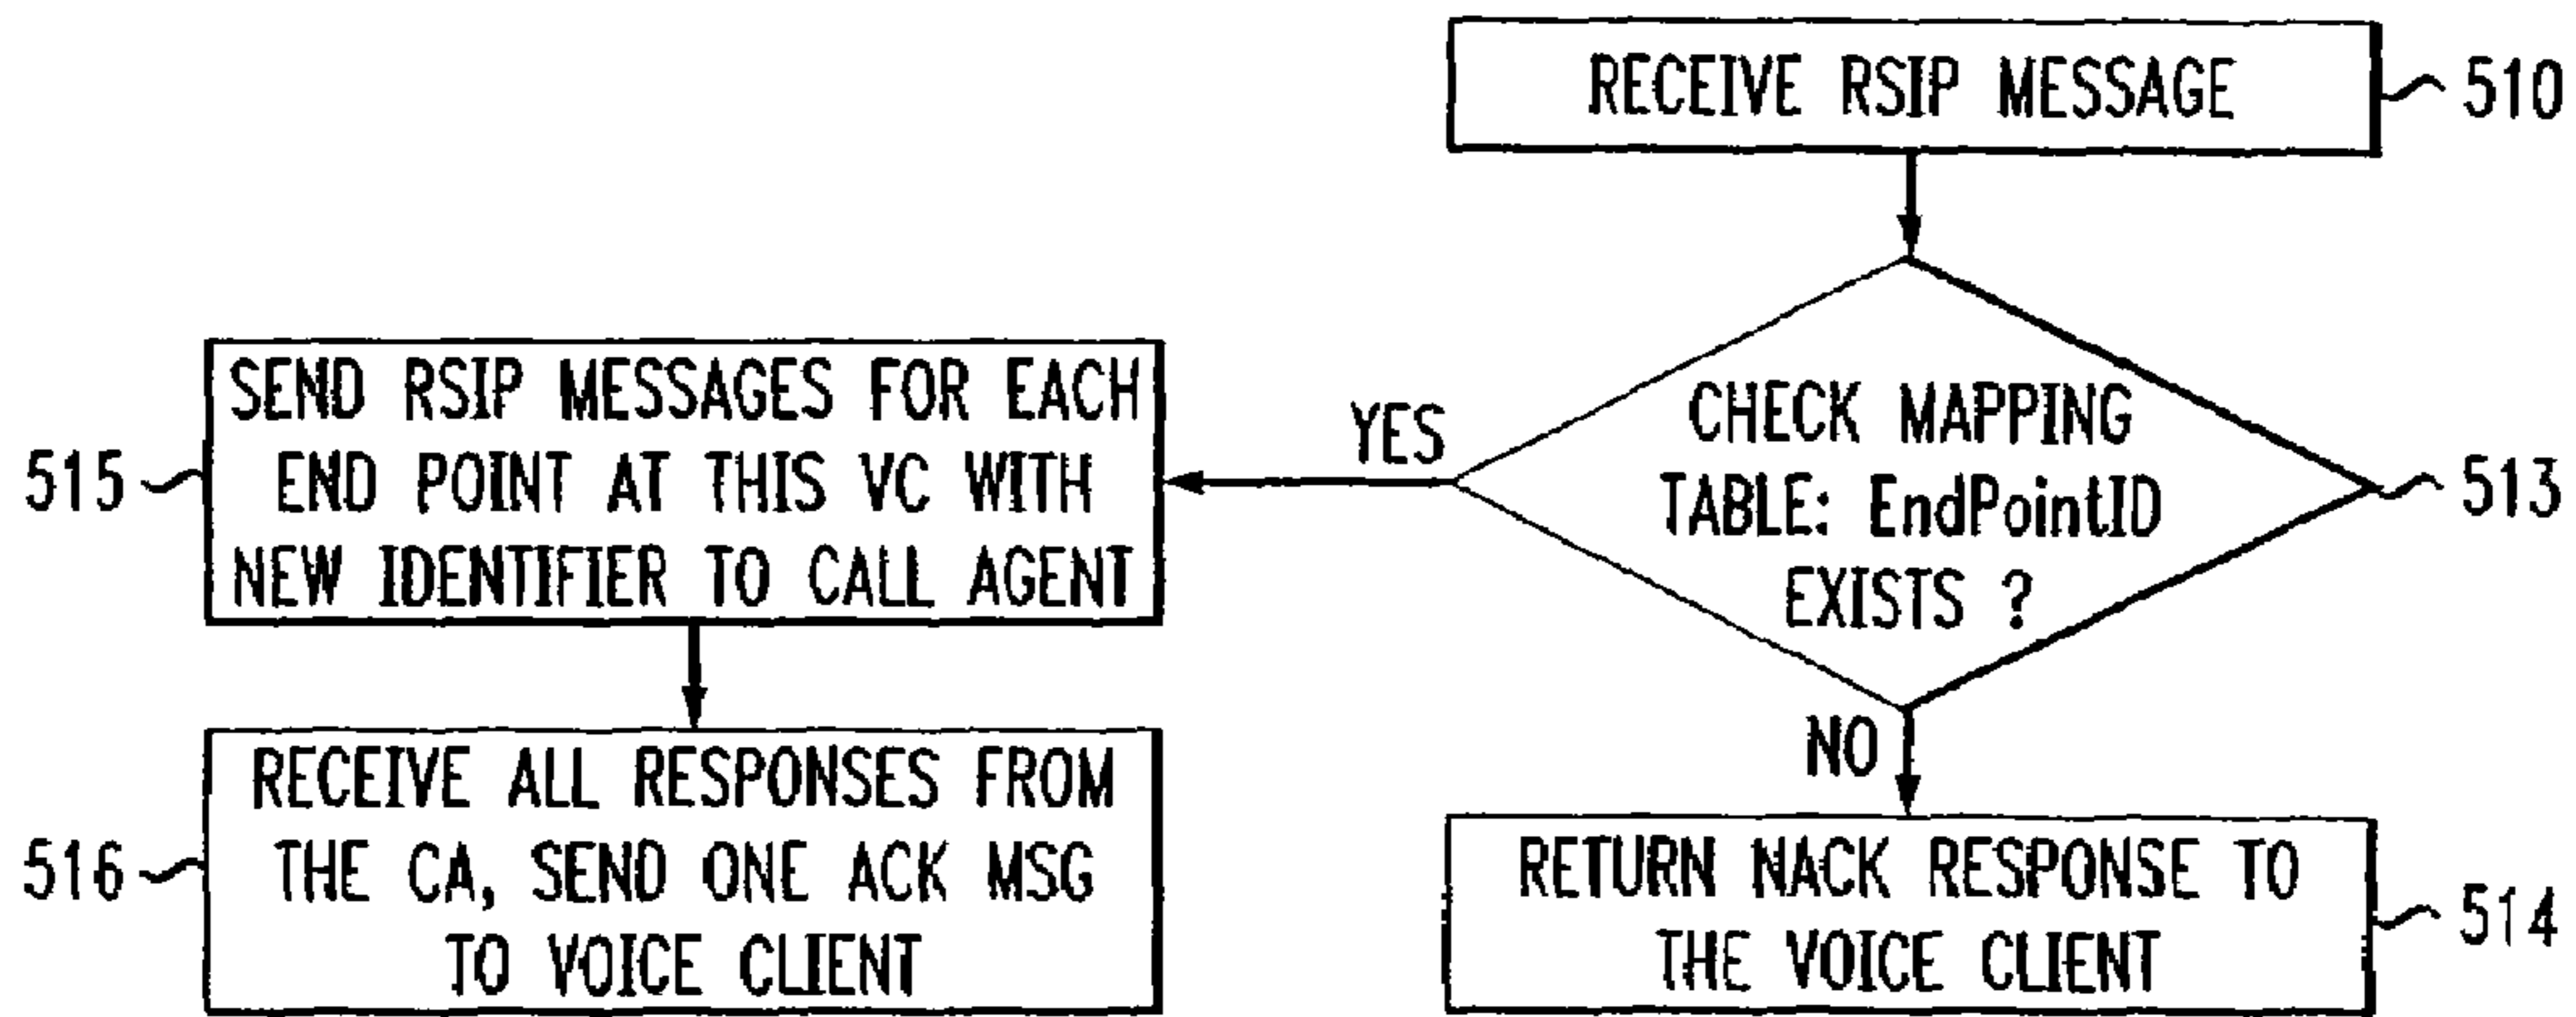 RECEIVE RSIP MESSAGE
510
CHECK MAPPING
TABLE: EndPointID
EXISTS ?
513
YES
NO
SEND RSIP MESSAGES FOR EACH
END POINT AT THIS VC WITH
NEW IDENTIFIER TO CALL AGENT
515
RECEIVE ALL RESPONSES FROM
THE CA, SEND ONE ACK MSG
TO VOICE CLIENT
516
RETURN NACK RESPONSE TO
THE VOICE CLIENT
514